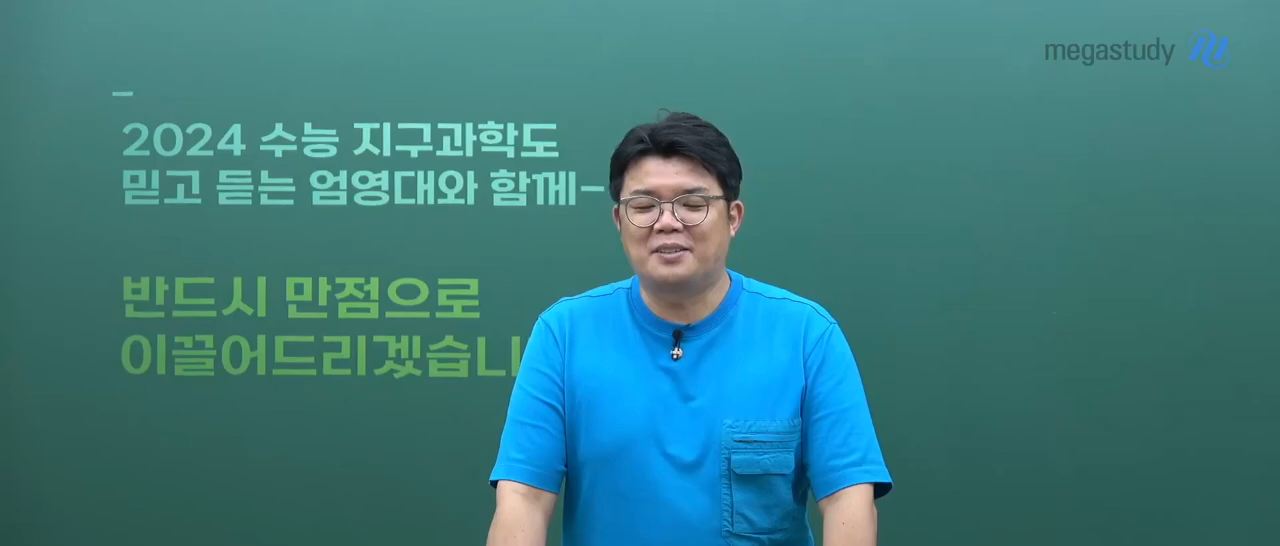 megastudy
2024 수능 지구과학도
믿고 듣는 엄영대와 함께-
반드시 만점으로
이끌어드리겠습니